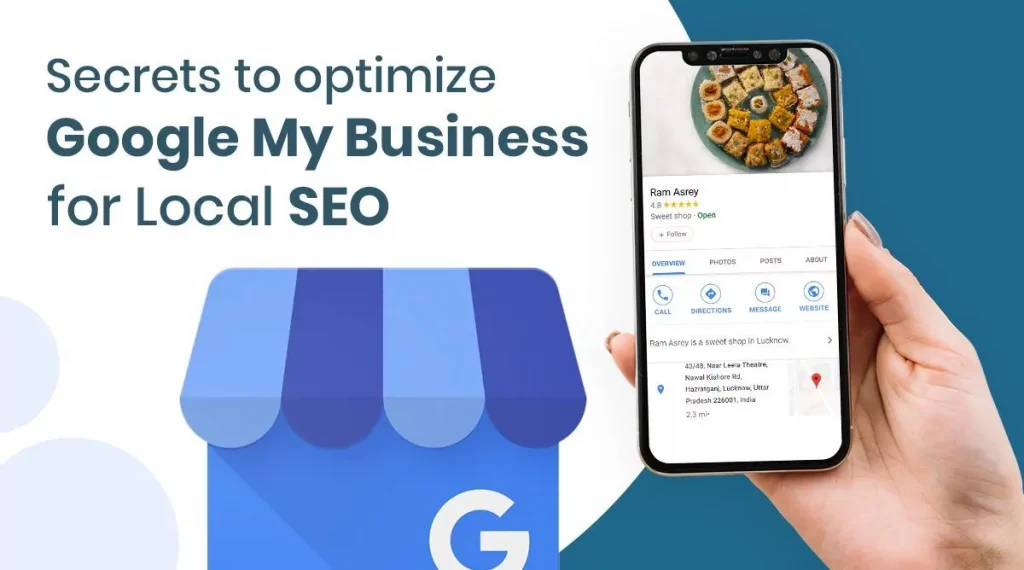 Secrets to optimize
Google My Business
for Local SEO
Ram Asrey
4.8 ★★★★★
Sweet shop · Open
+ Follow
OVERVIEW PHOTOS POSTS ABOUT
CALL DIRECTIONS MESSAGE WEBSITE
Ram Asrey is a sweet shop in Lucknow.
43/48, Near Leela Theatre,
Nawal Kishore Rd,
Hazratganj, Lucknow, Uttar
Pradesh 226001, India
2.3 mi·
G